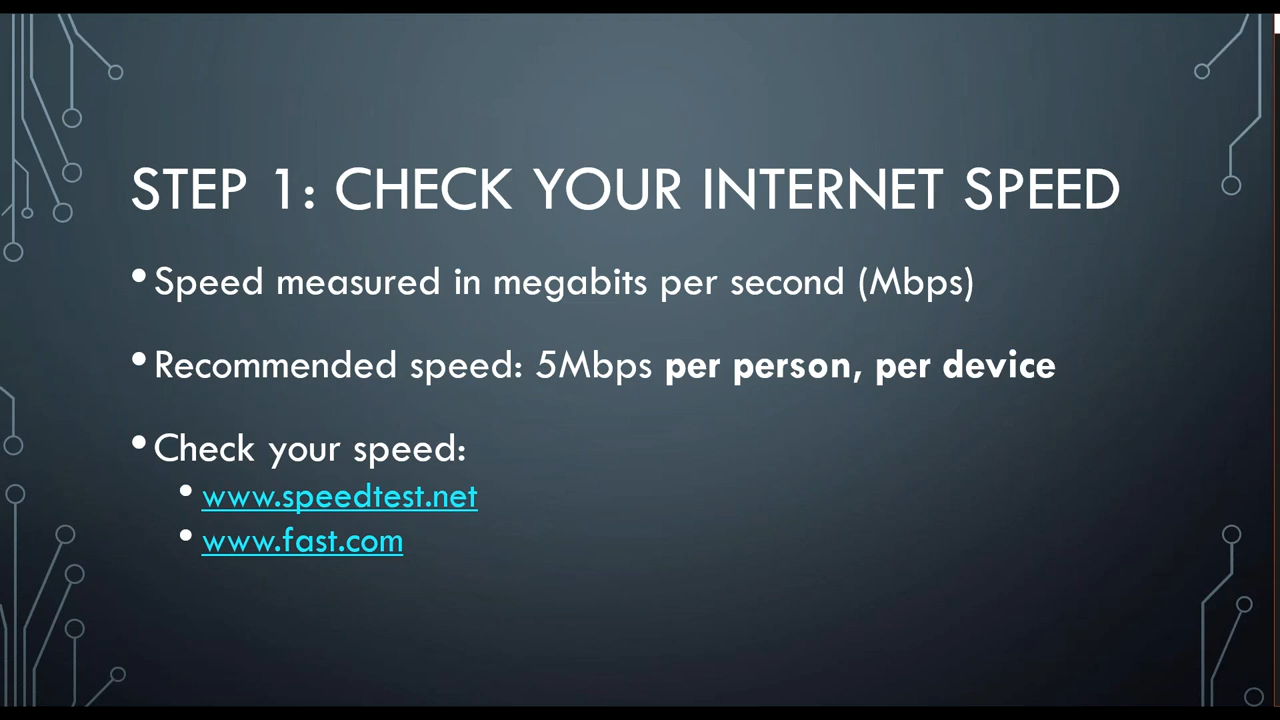 STEP 1: CHECK YOUR INTERNET SPEED
• Speed measured in megabits per second (Mbps)
• Recommended speed: 5Mbps per person, per device
• Check your speed:
• www.speedtest.net
• www.fast.com